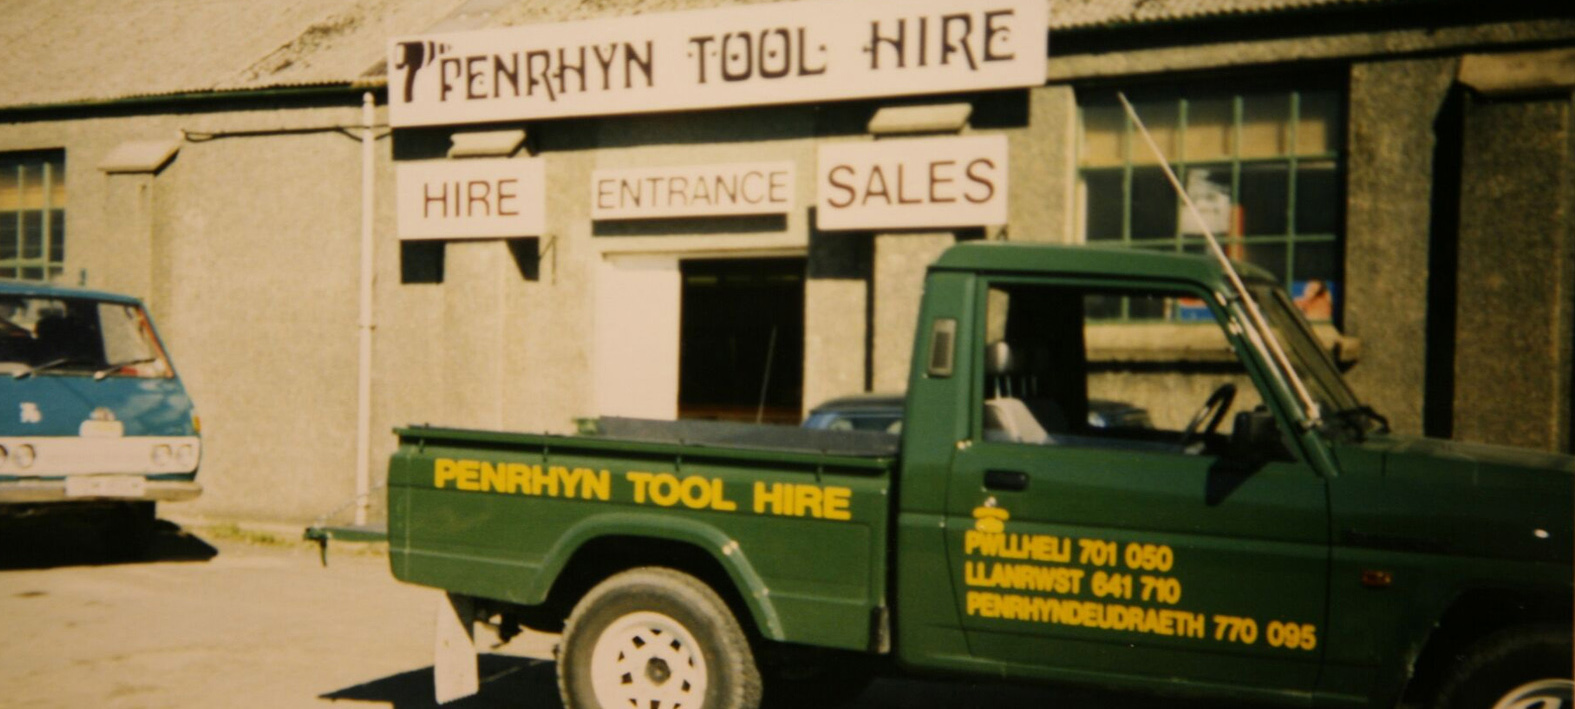 PENRHYN TOOL HIRE
HIRE
ENTRANCE
SALES
PENRHYN TOOL HIRE
PWLLHELI 701 050
LLANRWST 641 710
PENRHYNDEUDRAETH 770 095